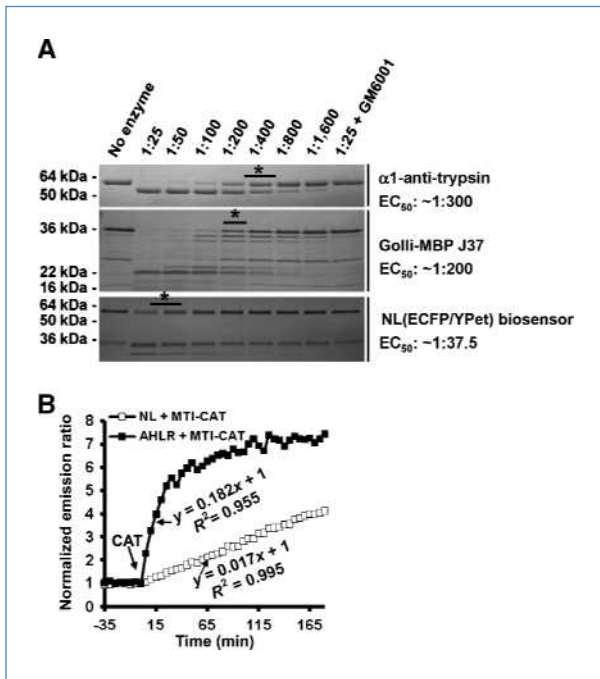 A
No enzyme
1:25
1:50
1:100
1:200
1:400
1:800
1:1,600
1:25 + GM6001
64 kDa -
50 kDa -
*
α1-anti-trypsin
EC50: ~1:300
36 kDa -
22 kDa -
16 kDa -
*
Golli-MBP J37
EC50: ~1:200
64 kDa -
50 kDa -
36 kDa -
*
NL(ECFP/YPet) biosensor
EC50: ~1:37.5
B
Normalized emission ratio
8
7
6
5
4
3
2
1
0
NL + MTI-CAT
AHLR + MTI-CAT
CAT
y = 0.182x + 1
R² = 0.955
y = 0.017x + 1
R² = 0.995
-35 15 65 115 165
Time (min)